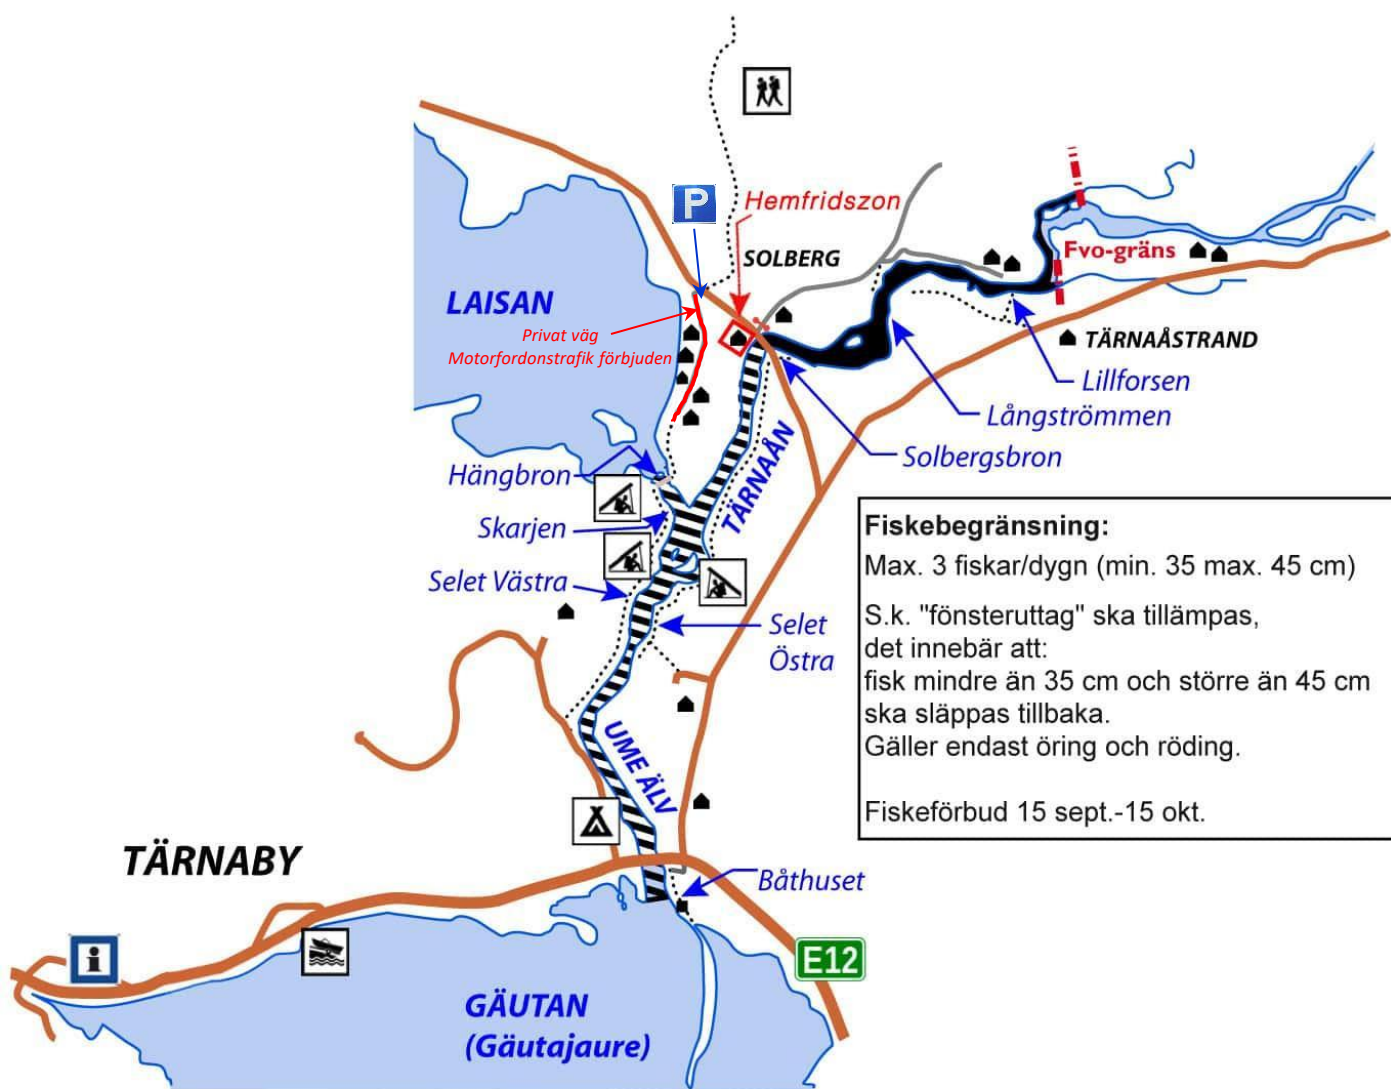 P
Hemfridszon
SOLBERG
Fvo-gräns
LAISAN
Privat väg
Motorfordonstrafik förbjuden
TÄRNAÅSTRAND
Lillforsen
Långströmmen
Solbergsbron
Hängbron
TÄRNAÅN
Skarjen
Selet Västra
Selet
Östra
Fiskebegränsning:
Max. 3 fiskar/dygn (min. 35 max. 45 cm)
S.k. "fönsteruttag" ska tillämpas,
det innebär att:
fisk mindre än 35 cm och större än 45 cm
ska släppas tillbaka.
Gäller endast öring och röding.
Fiskeförbud 15 sept.-15 okt.
UME ÄLV
TÄRNABY
Båthuset
i
E12
GÄUTAN
(Gäutajaure)